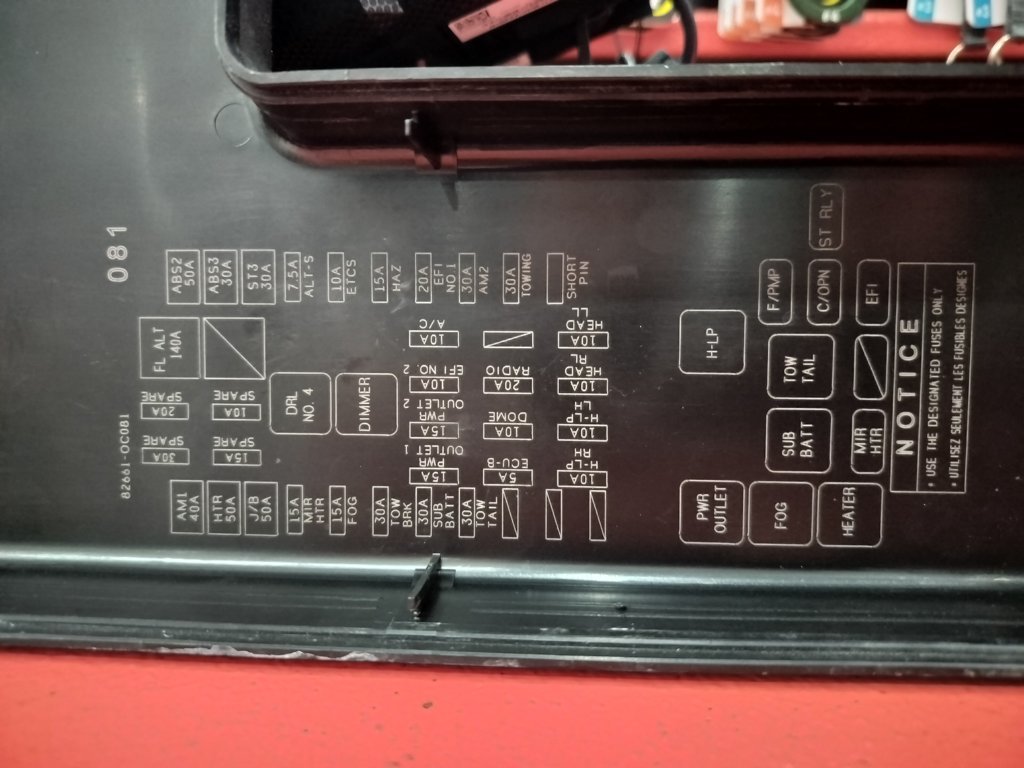 081
82661-0C081
ABS2
50A
ABS3
30A
ST3
30A
7.5A
ALT-S
10A
ETCS
15A
HAZ
20A
EFI
NO.1
30A
AM2
30A
TOWING
SHORT
PIN
FL ALT
140A
SPARE
20A
SPARE
10A
SPARE
30A
SPARE
15A
DRL
NO. 4
DIMMER
A/C
10A
EFI NO. 2
10A
RADIO
20A
HEAD
LL
10A
HEAD
RL
10A
PWR
OUTLET 2
15A
DOME
10A
H-LP
LH
10A
PWR
OUTLET 1
15A
ECU-B
5A
H-LP
RH
10A
AM1
40A
HTR
50A
J/B
50A
15A
MIR
HTR
15A
FOG
30A
TOW
BRK
30A
SUB
BATT
30A
TOW
TAIL
ST RLY
F/PMP
C/OPN
EFI
H-LP
TOW
TAIL
SUB
BATT
MIR
HTR
PWR
OUTLET
FOG
HEATER
NOTICE
• USE THE DESIGNATED FUSES ONLY
• UTILISEZ SEULEMENT LES FUSIBLES DESIGNES